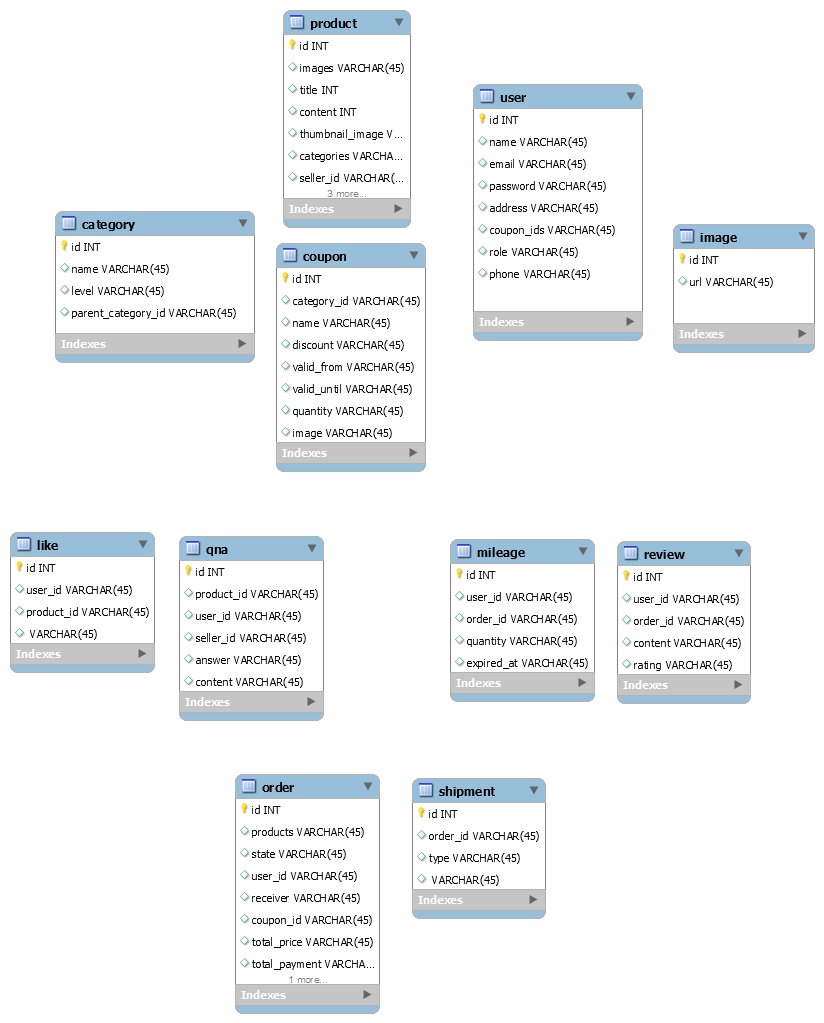 product
id INT
images VARCHAR(45)
title INT
content INT
thumbnail_image V...
categories VARCHA...
seller_id VARCHAR(...
3 more...
Indexes
user
id INT
name VARCHAR(45)
email VARCHAR(45)
password VARCHAR(45)
address VARCHAR(45)
coupon_ids VARCHAR(45)
role VARCHAR(45)
phone VARCHAR(45)
Indexes
category
id INT
name VARCHAR(45)
level VARCHAR(45)
parent_category_id VARCHAR(45)
Indexes
coupon
id INT
category_id VARCHAR(45)
name VARCHAR(45)
discount VARCHAR(45)
valid_from VARCHAR(45)
valid_until VARCHAR(45)
quantity VARCHAR(45)
image VARCHAR(45)
Indexes
image
id INT
url VARCHAR(45)
Indexes
like
id INT
user_id VARCHAR(45)
product_id VARCHAR(45)
VARCHAR(45)
Indexes
qna
id INT
product_id VARCHAR(45)
user_id VARCHAR(45)
seller_id VARCHAR(45)
answer VARCHAR(45)
content VARCHAR(45)
Indexes
mileage
id INT
user_id VARCHAR(45)
order_id VARCHAR(45)
quantity VARCHAR(45)
expired_at VARCHAR(45)
Indexes
review
id INT
user_id VARCHAR(45)
order_id VARCHAR(45)
content VARCHAR(45)
rating VARCHAR(45)
Indexes
order
id INT
products VARCHAR(45)
state VARCHAR(45)
user_id VARCHAR(45)
receiver VARCHAR(45)
coupon_id VARCHAR(45)
total_price VARCHAR(45)
total_payment VARCHA...
1 more...
Indexes
shipment
id INT
order_id VARCHAR(45)
type VARCHAR(45)
VARCHAR(45)
Indexes